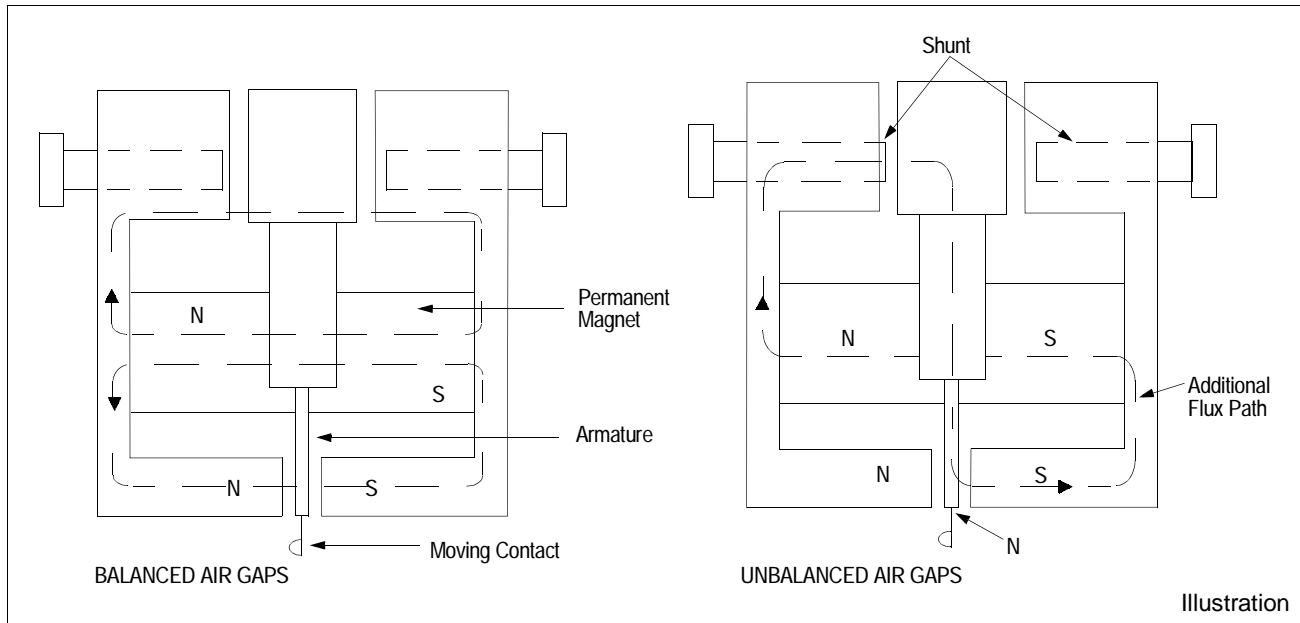 Shunt
N
Permanent
Magnet
S
Armature
N
S
Moving Contact
BALANCED AIR GAPS
N
S
Additional
Flux Path
N
S
N
UNBALANCED AIR GAPS
Illustration